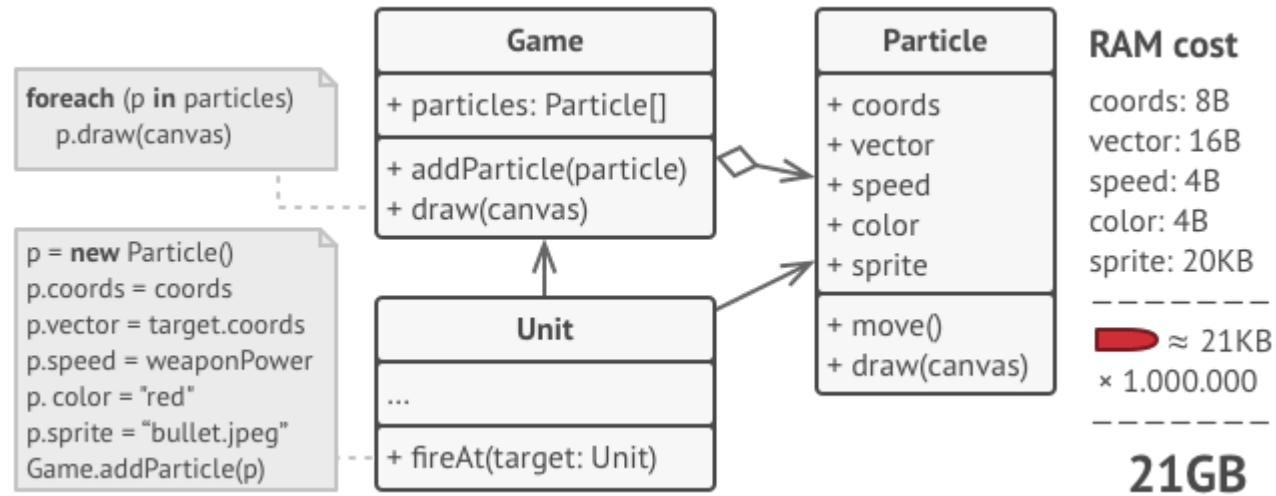 foreach (p in particles)
p.draw(canvas)
p = new Particle()
p.coords = coords
p.vector = target.coords
p.speed = weaponPower
p. color = "red"
p.sprite = “bullet.jpeg”
Game.addParticle(p)
Game
+ particles: Particle[]
+ addParticle(particle)
+ draw(canvas)
Unit
...
+ fireAt(target: Unit)
Particle
+ coords
+ vector
+ speed
+ color
+ sprite
+ move()
+ draw(canvas)
RAM cost
coords: 8B
vector: 16B
speed: 4B
color: 4B
sprite: 20KB
≈ 21KB
× 1.000.000
21GB